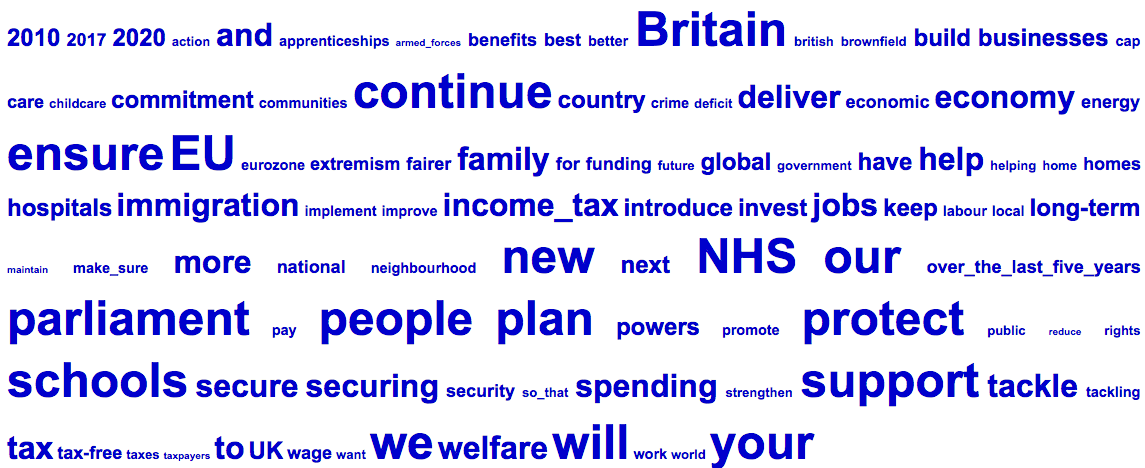 2010 2017 2020 action and apprenticeships armed_forces benefits best better Britain british brownfield build businesses cap
care childcare commitment communities continue country crime deficit deliver economic economy energy
ensure EU eurozone extremism fairer family for funding future global government have help helping home homes
hospitals immigration implement improve income_tax introduce invest jobs keep labour local long-term
maintain make_sure more national neighbourhood new next NHS our over_the_last_five_years
parliament pay people plan powers promote protect public reduce rights
schools secure securing security so_that spending strengthen support tackle tackling
tax tax-free taxes taxpayers to UK wage want we welfare will work world your